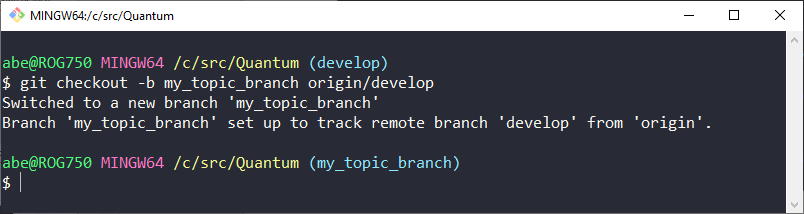 MINGW64:/c/src/Quantum
abe@ROG750 MINGW64 /c/src/Quantum (develop)
$ git checkout -b my_topic_branch origin/develop
Switched to a new branch 'my_topic_branch'
Branch 'my_topic_branch' set up to track remote branch 'develop' from 'origin'.
abe@ROG750 MINGW64 /c/src/Quantum (my_topic_branch)
$